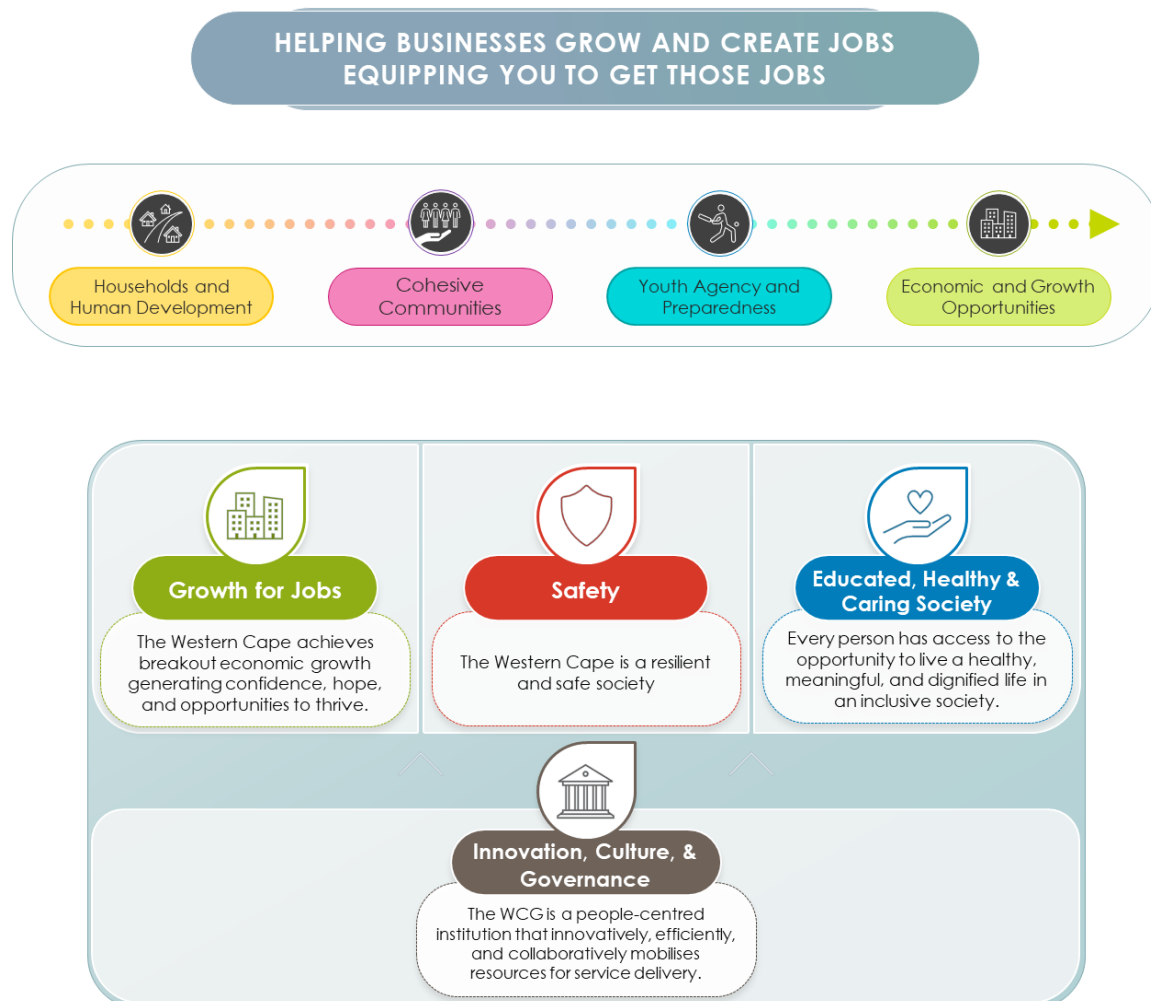 HELPING BUSINESSES GROW AND CREATE JOBS
EQUIPPING YOU TO GET THOSE JOBS
Households and
Human Development
Cohesive
Communities
Youth Agency and
Preparedness
Economic and Growth
Opportunities
Growth for Jobs
The Western Cape achieves
breakout economic growth
generating confidence, hope,
and opportunities to thrive.
Safety
The Western Cape is a resilient
and safe society
Educated, Healthy &
Caring Society
Every person has access to the
opportunity to live a healthy,
meaningful, and dignified life in
an inclusive society.
Innovation, Culture, &
Governance
The WCG is a people-centred
institution that innovatively, efficiently,
and collaboratively mobilises
resources for service delivery.